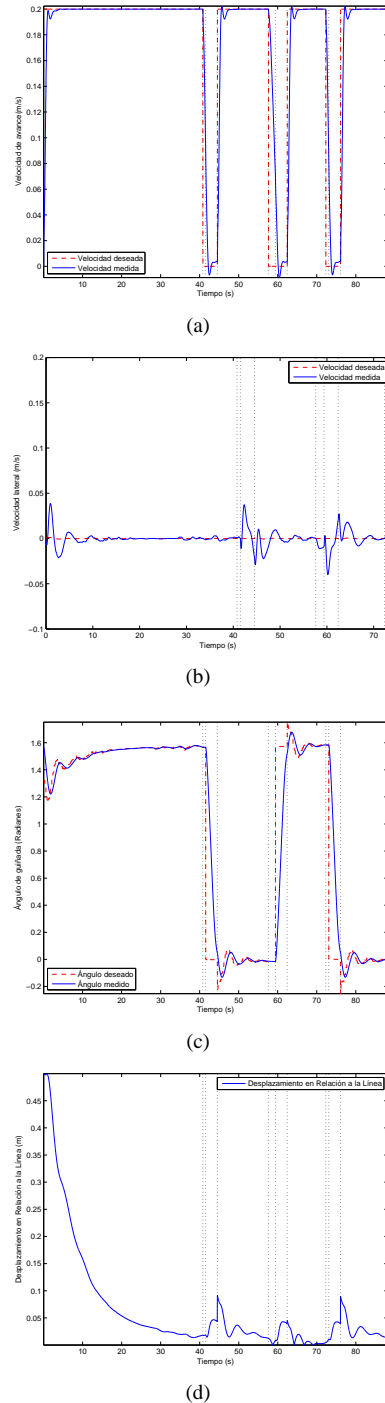 0.2
0.18
0.16
0.14
0.12
0.1
0.08
0.06
0.04
0.02
0
Velocidad de avance(m/s)
Velocidad deseada
Velocidad medida
10 20 30 40 50 60 70 80
Tiempo (s)
(a)
0.2
0.15
0.1
0.05
0
−0.05
−0.1
Velocidad lateral (m/s)
Velocidad deseada
Velocidad medida
0 10 20 30 40 50 60 70
Tiempo (s)
(b)
1.6
1.4
1.2
1
0.8
0.6
0.4
0.2
0
−0.2
Ángulo de guiñada (Radianes)
Ángulo deseado
Ángulo medido
10 20 30 40 50 60 70 80
Tiempo (s)
(c)
0.45
0.4
0.35
0.3
0.25
0.2
0.15
0.1
0.05
Desplazamiento en Relación a la Línea (m)
Desplazamiento en Relación a la Línea
10 20 30 40 50 60 70 80
Tiempo (s)
(d)